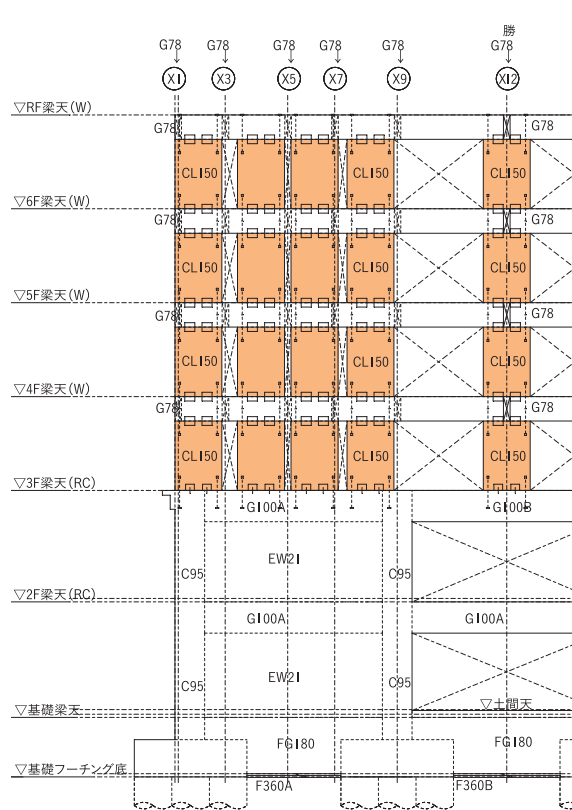 勝
G78 G78 G78 G78 G78 G78
X1 X3 X5 X7 X9 X12
▽RF梁天(W)
G78 G78
CL150 CL150 CL150
▽6F梁天(W)
G78 G78
CL150 CL150 CL150
▽5F梁天(W)
G78 G78
CL150 CL150 CL150
▽4F梁天(W)
G78 G78
CL150 CL150 CL150
▽3F梁天(RC)
G100A G100B
EW21
C95 C95
▽2F梁天(RC)
G100A G100A
EW21
C95 C95
▽基礎梁天 ▽土間天
FG180 FG180
▽基礎フーチング底
F360A F360B